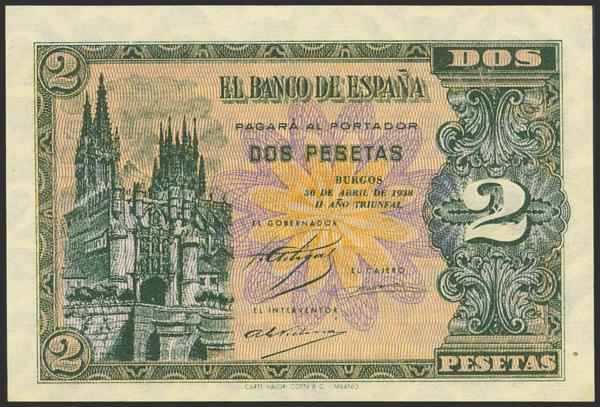 2
DOS
EL BANCO DE ESPAÑA
PAGARÁ AL PORTADOR
DOS PESETAS
BURGOS
30 DE ABRIL DE 1938
II AÑO TRIUNFAL
2
EL GOBERNADOR
EL CAJERO
EL INTERVENTOR
2
PESETAS
CARTE VALORI COEN & C. - MILANO